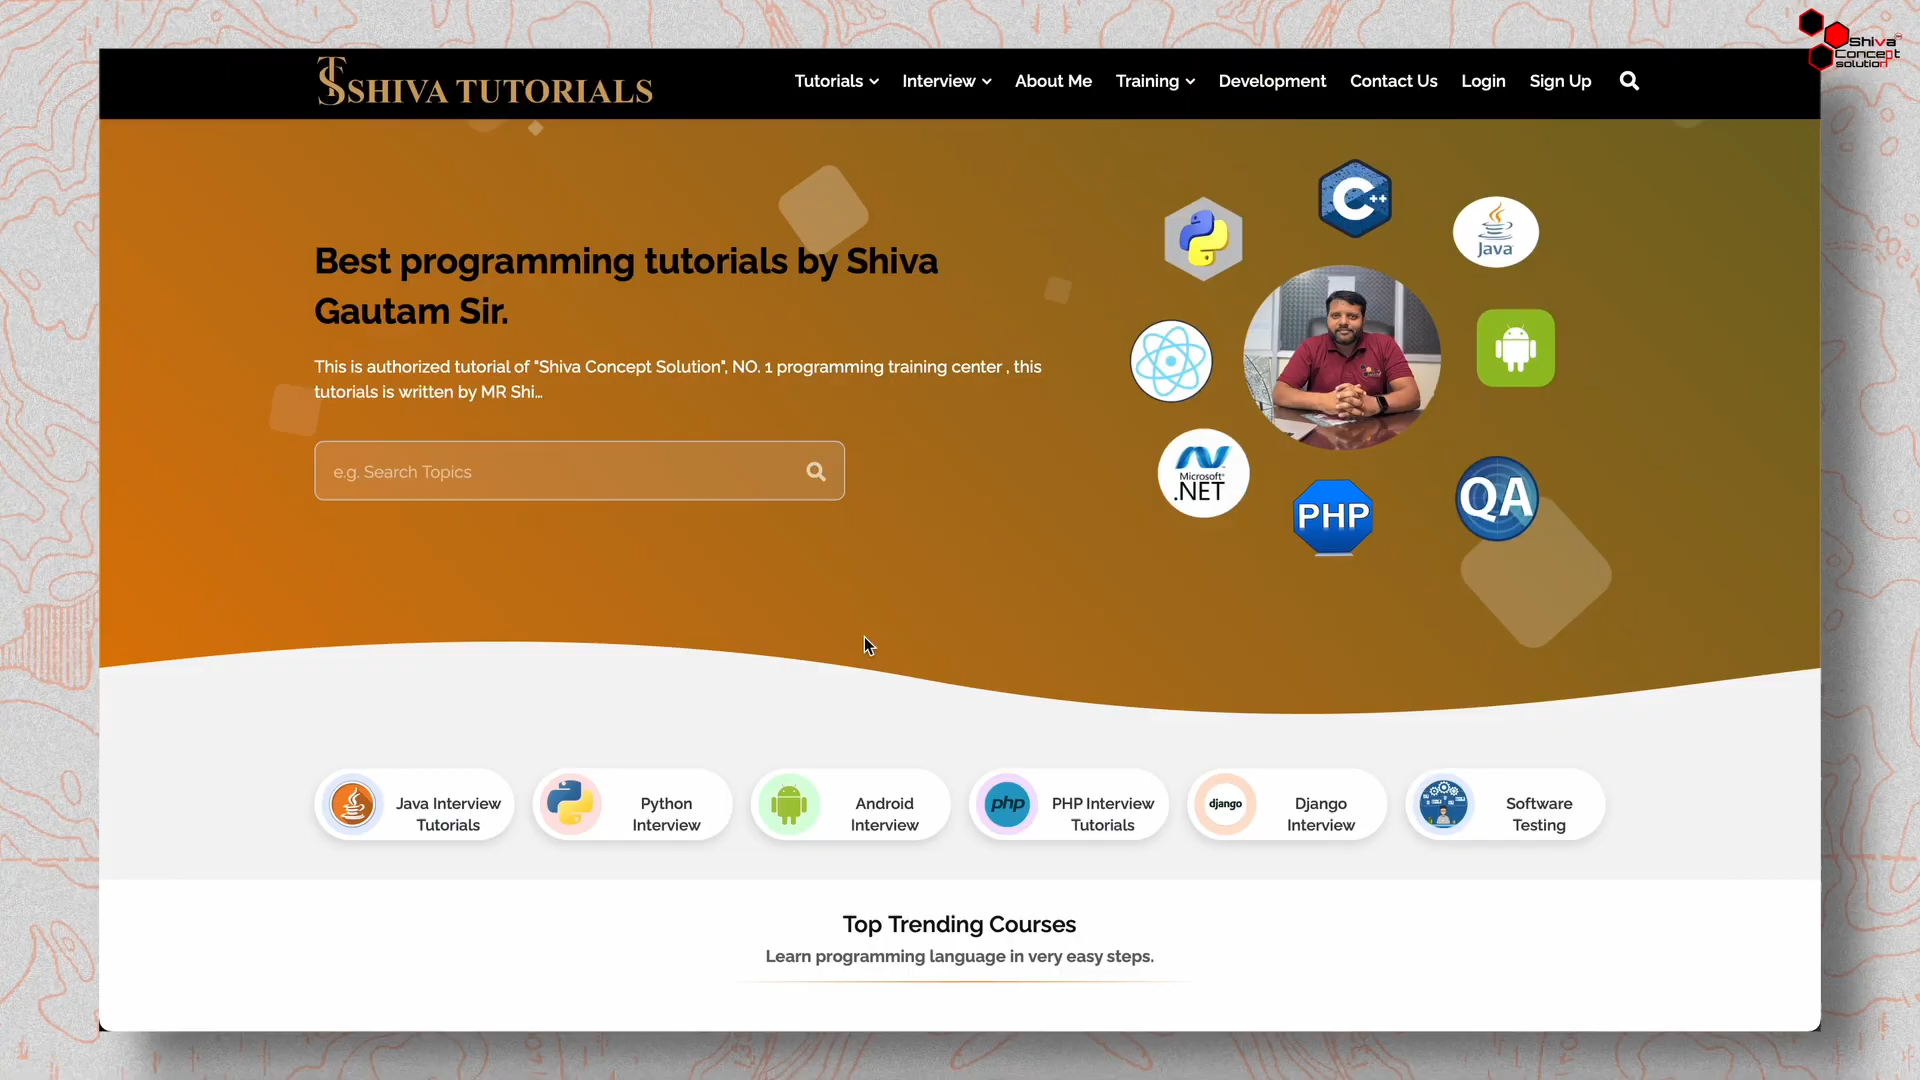 Shiva
Concept
solution
SHIVA TUTORIALS
Tutorials
Interview
About Me
Training
Development
Contact Us
Login
Sign Up
Best programming tutorials by Shiva
Gautam Sir.
This is authorized tutorial of "Shiva Concept Solution", NO. 1 programming training center , this
tutorials is written by MR Shi...
e.g. Search Topics
C++
Java
Microsoft
.NET
PHP
QA
Java Interview
Tutorials
Python
Interview
php
Android
Interview
PHP Interview
Tutorials
django
Django
Interview
Software
Testing
Top Trending Courses
Learn programming language in very easy steps.